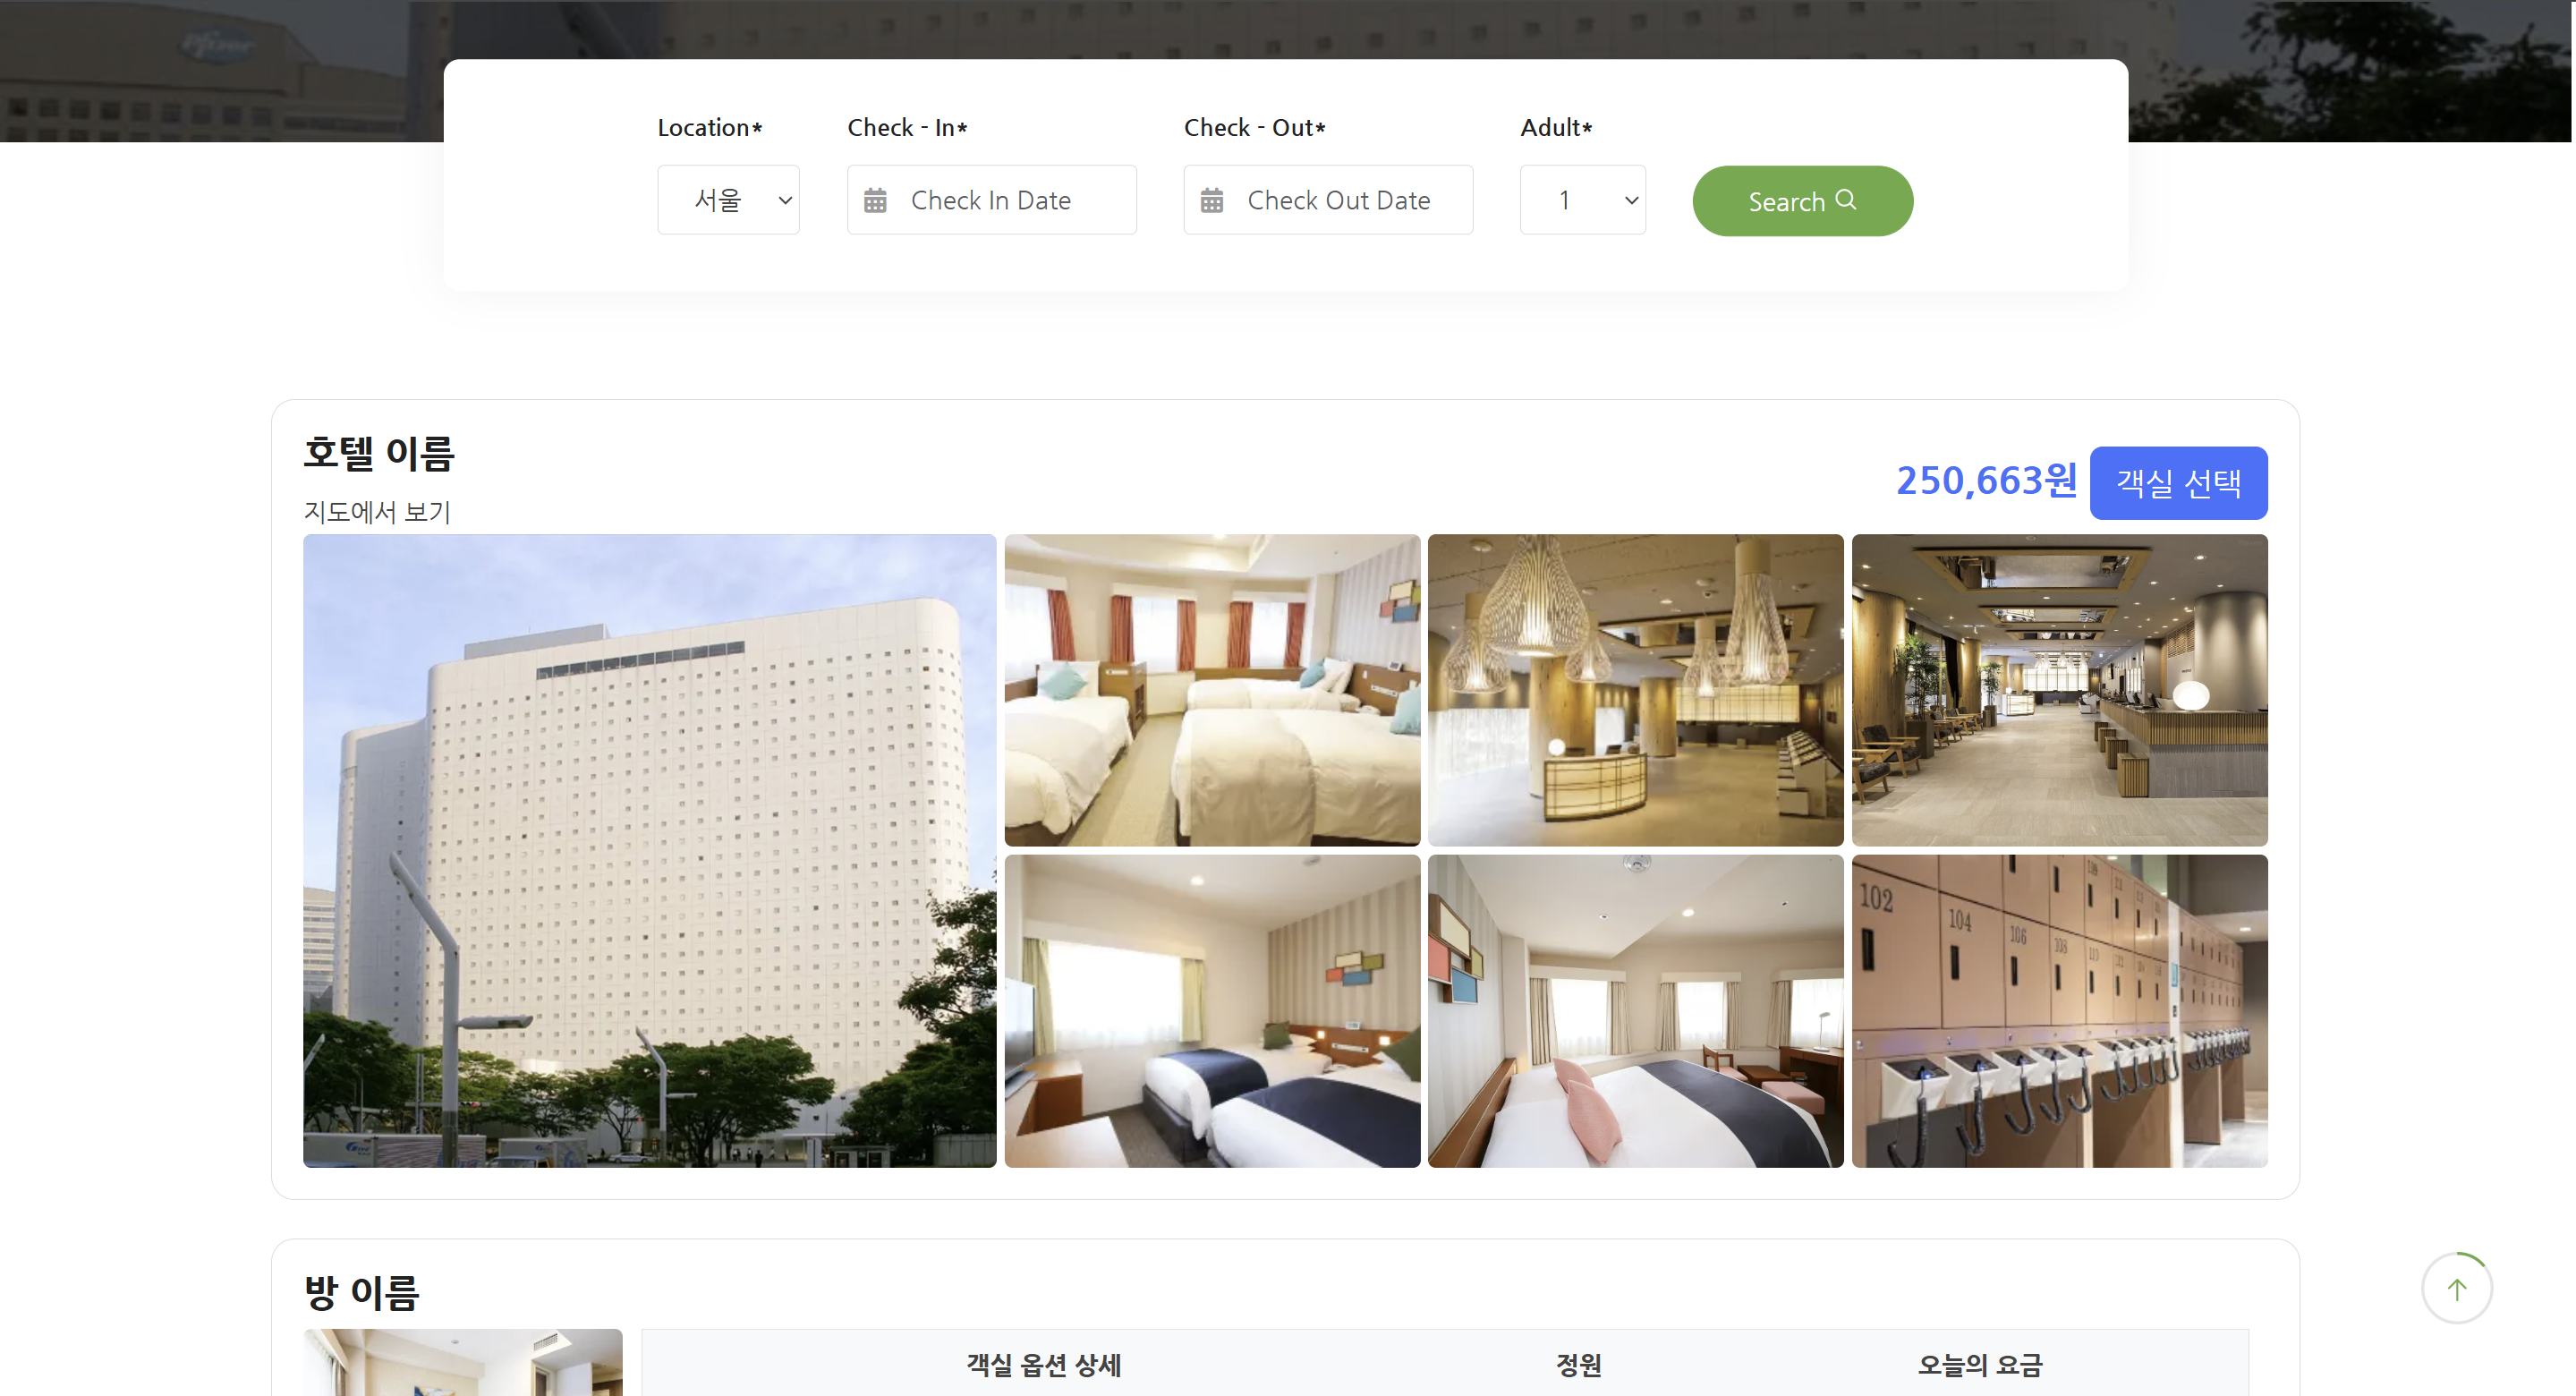 Pfizer
Location* Check - In* Check - Out* Adult*
서울 Check In Date Check Out Date 1 Search
호텔 이름
250,663원 객실 선택
지도에서 보기
102 104 106 108
방 이름
객실 옵션 상세 정원 오늘의 요금